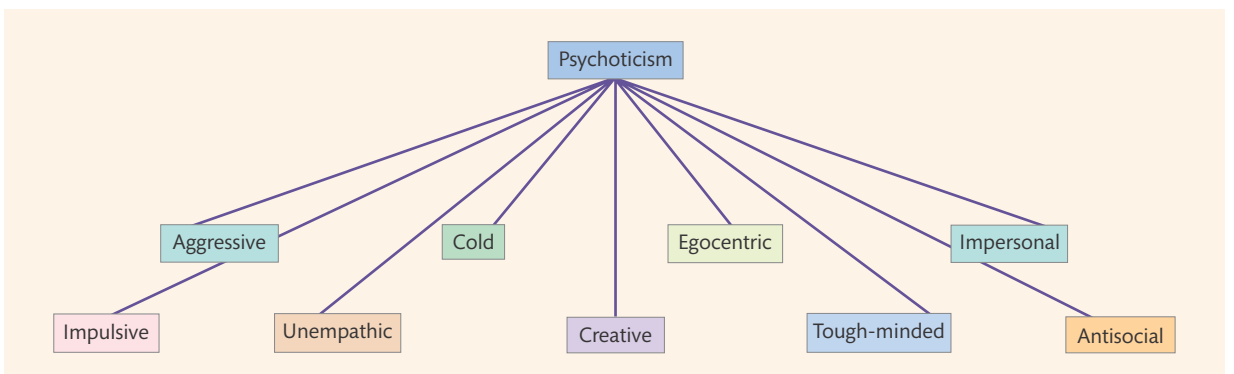 Psychoticism
Aggressive
Cold
Egocentric
Impersonal
Impulsive
Unempathic
Creative
Tough-minded
Antisocial